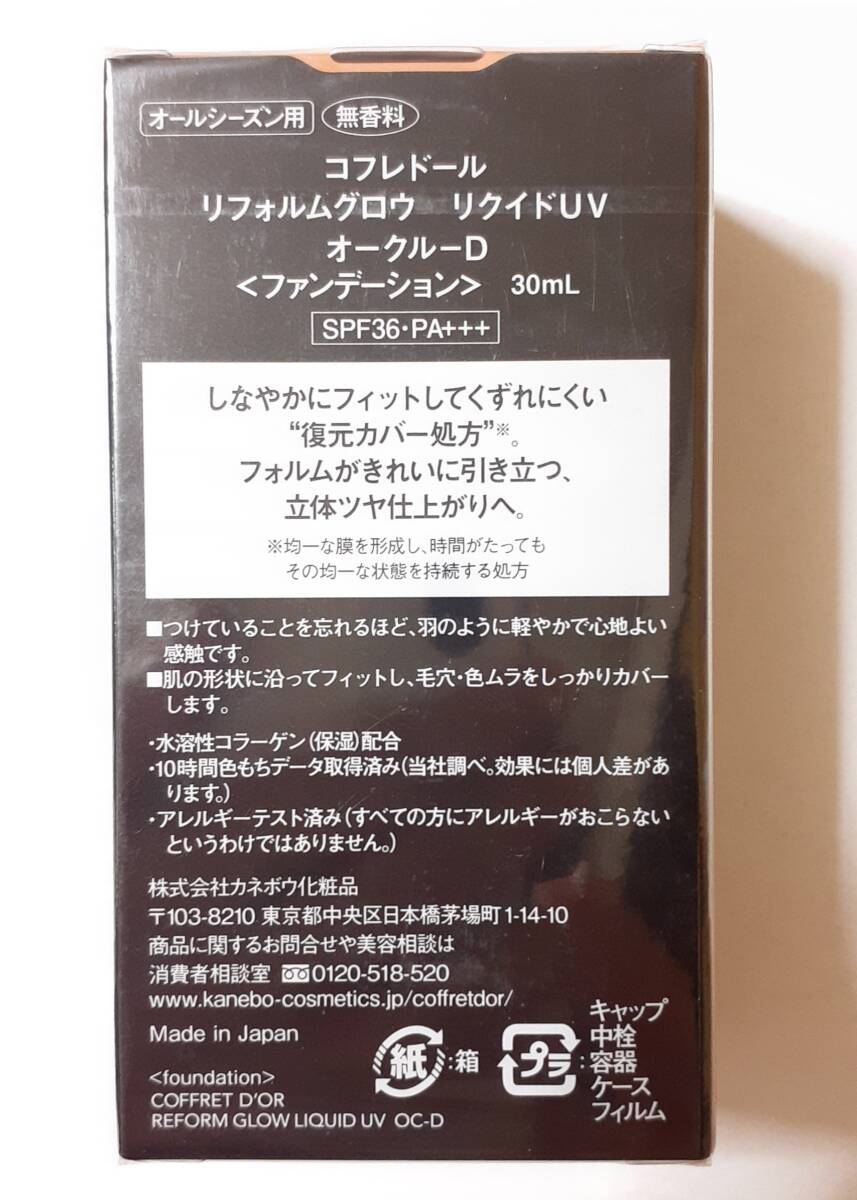 オールシーズン用 無香料
コフレドール
リフォルムグロウ リクイドUV
オークルーD
<ファンデーション> 30mL
SPF36・PA+++
しなやかにフィットしてくずれにくい
“復元カバー処方”※。
フォルムがきれいに引き立つ、
立体ツヤ仕上がりへ。
※均一な膜を形成し、時間がたっても
その均一な状態を持続する処方
■つけていることを忘れるほど、羽のように軽やかで心地よい
感触です。
■肌の形状に沿ってフィットし、毛穴・色ムラをしっかりカバー
します。
・水溶性コラーゲン(保湿)配合
・10時間色もちデータ取得済み(当社調べ。効果には個人差があ
ります。)
・アレルギーテスト済み(すべての方にアレルギーがおこらない
というわけではありません。)
株式会社カネボウ化粧品
〒103-8210 東京都中央区日本橋茅場町1-14-10
商品に関するお問合せや美容相談は
消費者相談室 0120-518-520
www.kanebo-cosmetics.jp/coffretdor/
Made in Japan
紙:箱
プラ:
キャップ
中栓
容器
ケース
フィルム
<foundation>
COFFRET D'OR
REFORM GLOW LIQUID UV OC-D